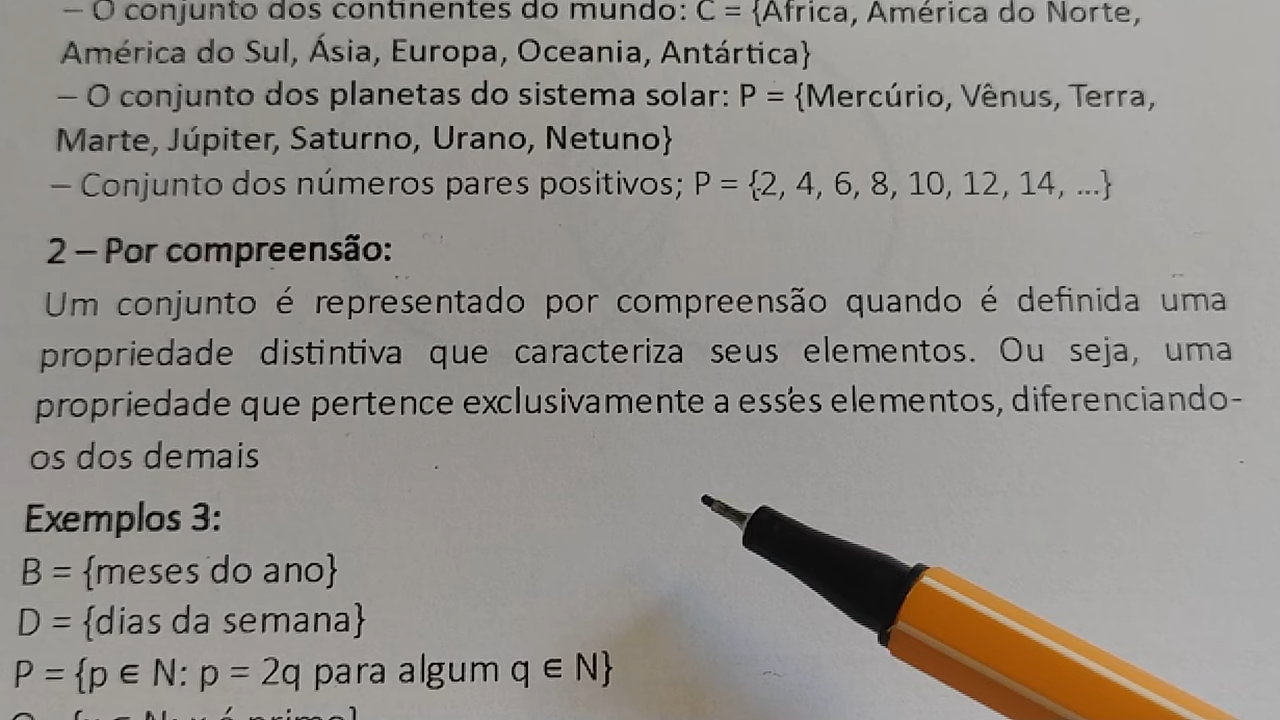 – O conjunto dos continentes do mundo: C = {África, América do Norte,
América do Sul, Ásia, Europa, Oceania, Antártica}
– O conjunto dos planetas do sistema solar: P = {Mercúrio, Vênus, Terra,
Marte, Júpiter, Saturno, Urano, Netuno}
– Conjunto dos números pares positivos; P = {2, 4, 6, 8, 10, 12, 14, ...}
2 – Por compreensão:
Um conjunto é representado por compreensão quando é definida uma
propriedade distintiva que caracteriza seus elementos. Ou seja, uma
propriedade que pertence exclusivamente a esses elementos, diferenciando-
os dos demais
Exemplos 3:
B = {meses do ano}
D = {dias da semana}
P = {p ∈ N: p = 2q para algum q ∈ N}
é primo}